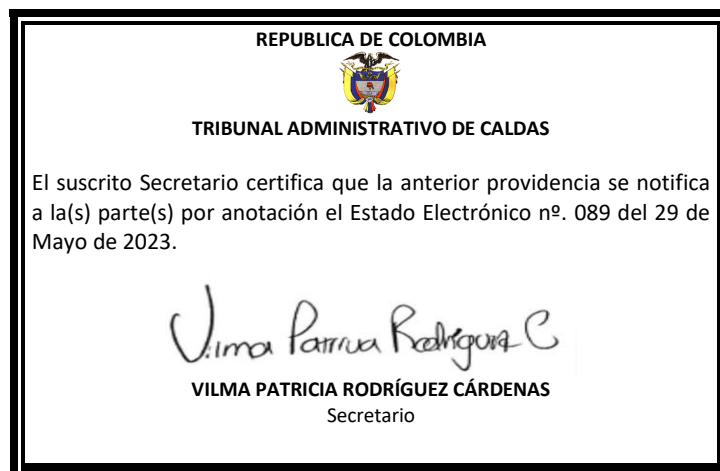 REPUBLICA DE COLOMBIA
TRIBUNAL ADMINISTRATIVO DE CALDAS
El suscrito Secretario certifica que la anterior providencia se notifica
a la(s) parte(s) por anotación el Estado Electrónico nº. 089 del 29 de
Mayo de 2023.
Vilma Patricia Rodríguez C
VILMA PATRICIA RODRÍGUEZ CÁRDENAS
Secretario